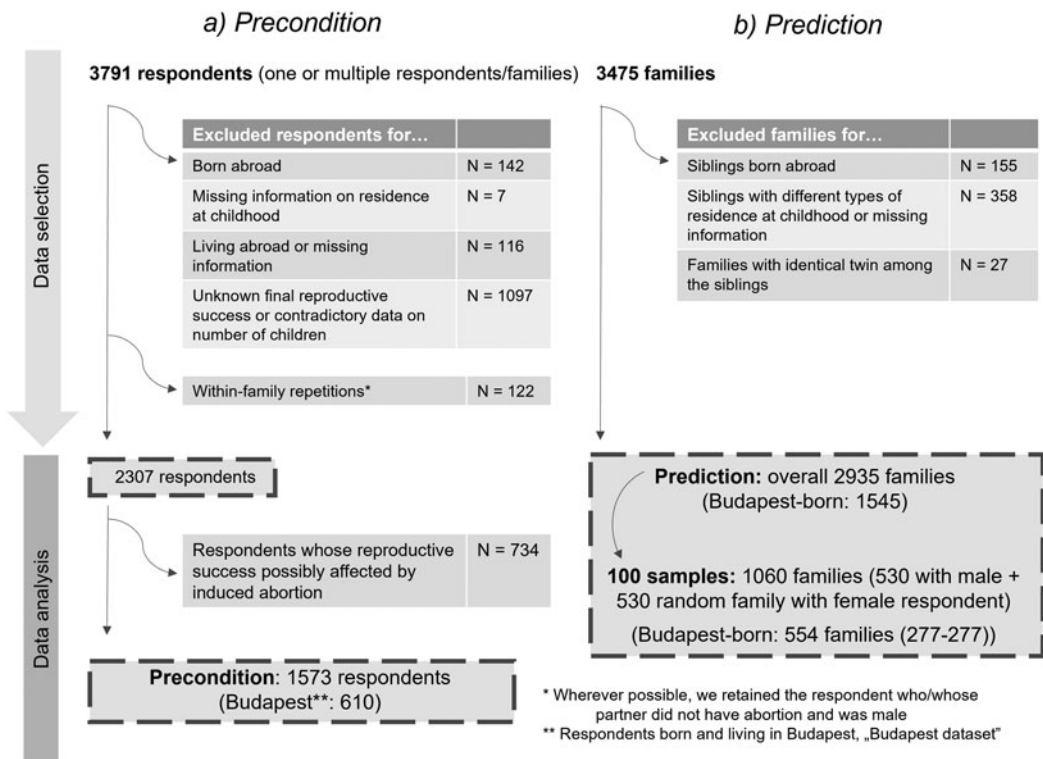 a) Precondition
3791 respondents (one or multiple respondents/families)
Data selection
Excluded respondents for…
Born abroad N = 142
Missing information on N = 7
residence at childhood
Living abroad or missing N = 116
information
Unknown final reproductive N = 1097
success or contradictory data on
number of children
Within-family repetitions* N = 122
2307 respondents
Data analysis
Respondents whose reproductive N = 734
success possibly affected by
induced abortion
Precondition: 1573 respondents
(Budapest**: 610)
b) Prediction
3475 families
Excluded families for…
Siblings born abroad N = 155
Siblings with different types of N = 358
residence at childhood or missing
information
Families with identical twin among N = 27
the siblings
Prediction: overall 2935 families
(Budapest-born: 1545)
100 samples: 1060 families (530 with male +
530 random family with female respondent)
(Budapest-born: 554 families (277-277))
* Wherever possible, we retained the respondent who/whose
partner did not have abortion and was male
** Respondents born and living in Budapest, „Budapest dataset”